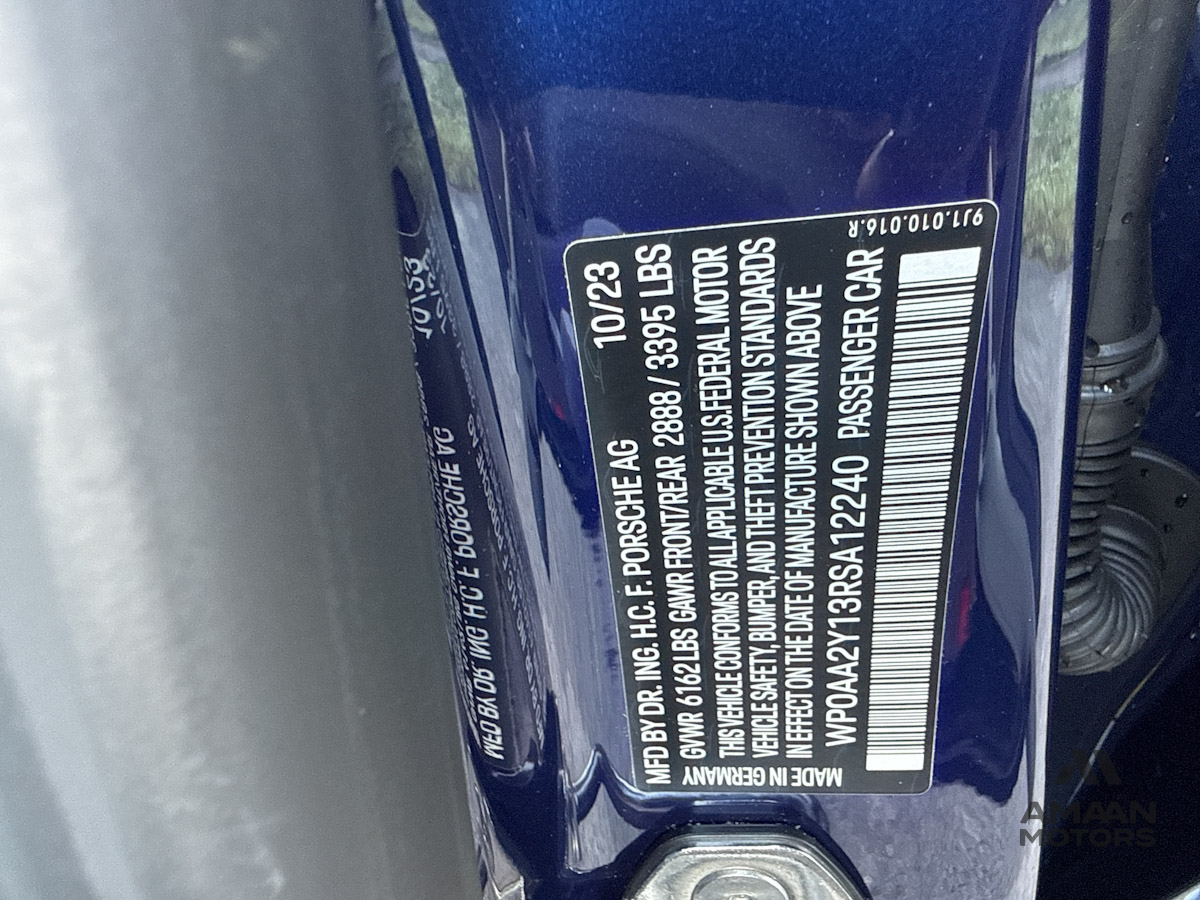 MFD BY DR. ING. H.C. F. PORSCHE AG 10/23
GVWR 6162 LBS GAWR FRONT/REAR 2888 / 3395 LBS
THIS VEHICLE CONFORMS TO ALL APPLICABLE U.S. FEDERAL MOTOR
VEHICLE SAFETY, BUMPER, AND THEFT PREVENTION STANDARDS
IN EFFECT ON THE DATE OF MANUFACTURE SHOWN ABOVE
WP0AA2Y13RSA12240 PASSENGER CAR
MADE IN GERMANY
9J1.010.016.R
AMAAN
MOTORS